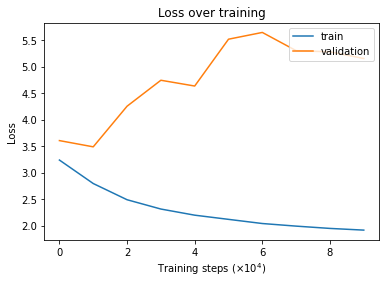 Loss over training
train
validation
Loss
5.5
5.0
4.5
4.0
3.5
3.0
2.5
2.0
0 2 4 6 8
Training steps (×10⁴)